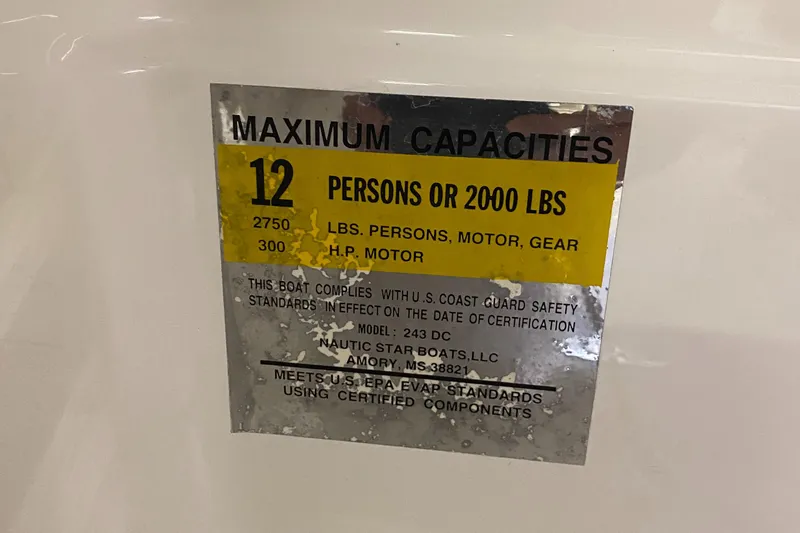 MAXIMUM CAPACITIES
12 PERSONS OR 2000 LBS
2750 LBS. PERSONS, MOTOR, GEAR
300 H.P. MOTOR
THIS BOAT COMPLIES WITH U.S. COAST GUARD SAFETY
STANDARDS IN EFFECT ON THE DATE OF CERTIFICATION
MODEL: 243 DC
NAUTIC STAR BOATS,LLC
AMORY, MS 38821
MEETS U.S. EPA EVAP STANDARDS
USING CERTIFIED COMPONENTS